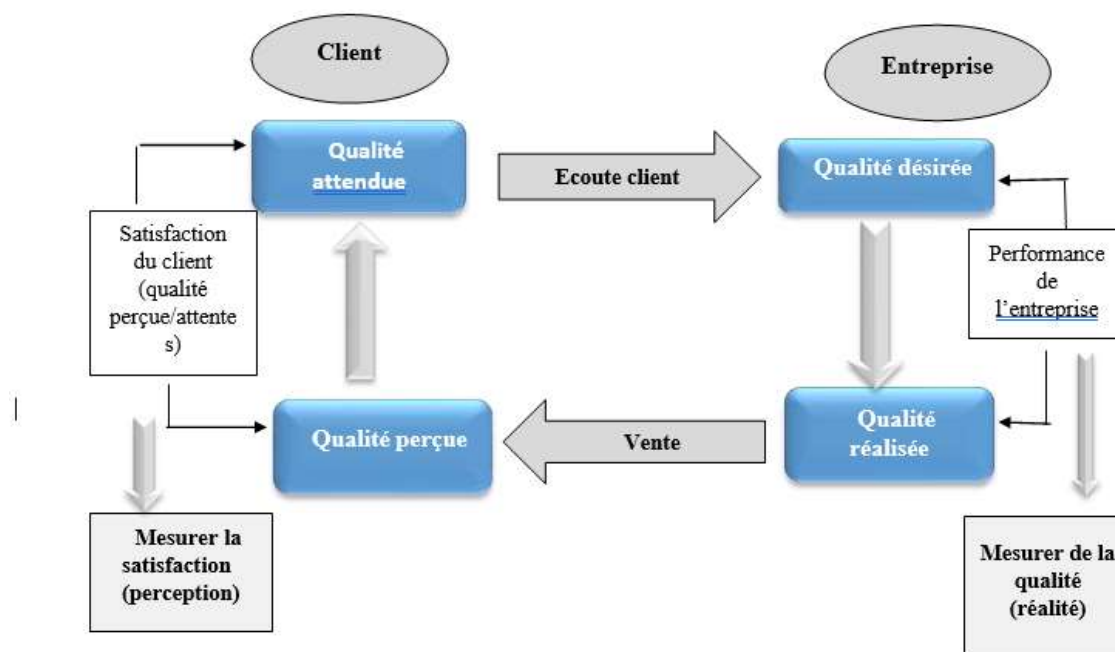 Client
Entreprise
Qualité
attendue
Ecoute client
Qualité désirée
Satisfaction
du client
(qualité
perçue/attente
s)
Performance
de
l'entreprise
Qualité perçue
Vente
Qualité
réalisée
Mesurer la
satisfaction
(perception)
Mesurer de la
qualité
(réalité)